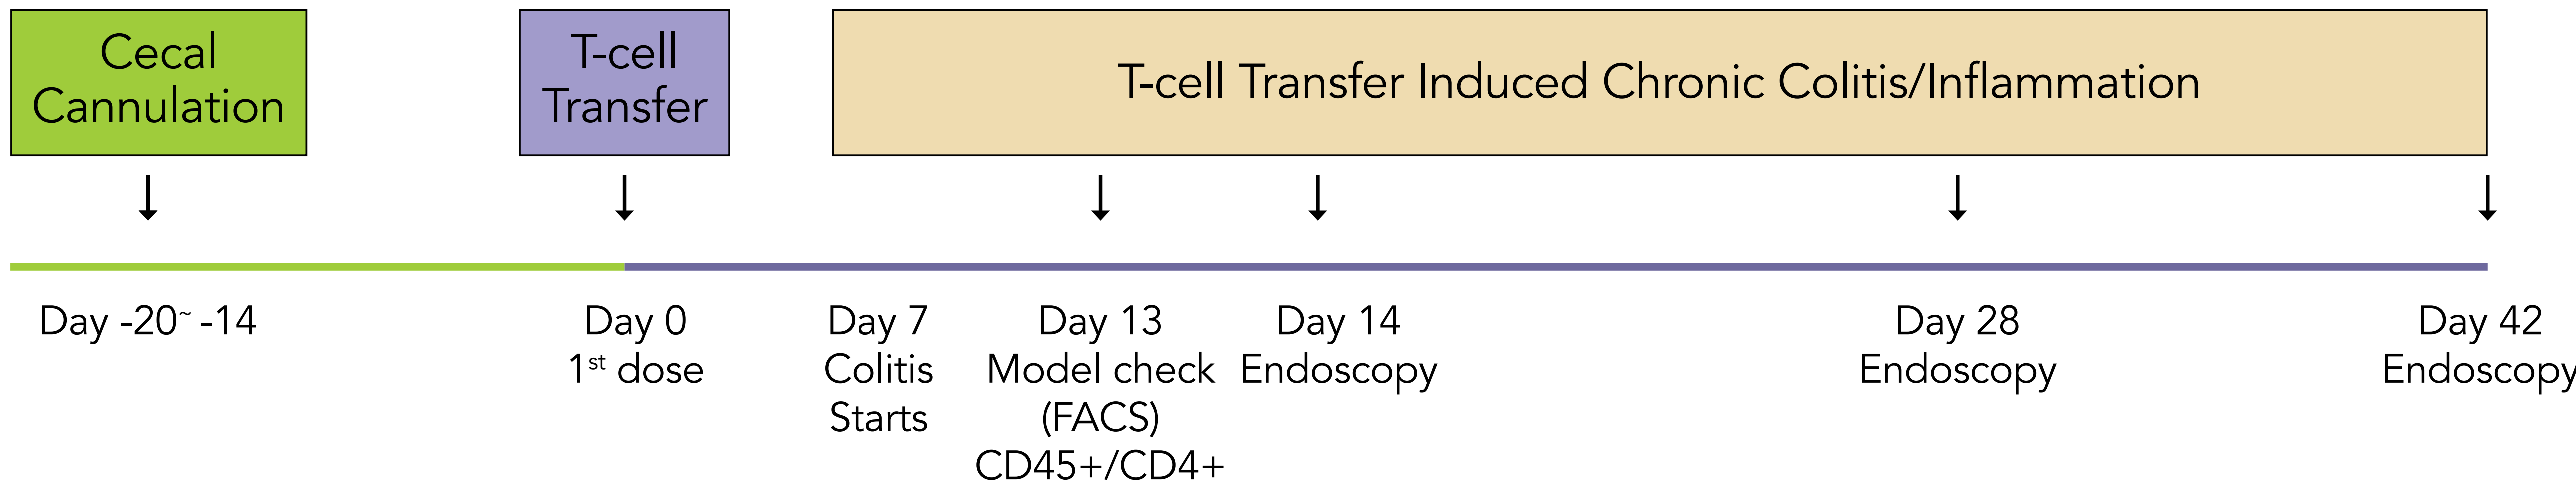 Cecal
Cannulation
T-cell
Transfer
T-cell Transfer Induced Chronic Colitis/Inflammation
Day -20~ -14
Day 0
1st dose
Day 7
Colitis
Starts
Day 13
Model check
(FACS)
CD45+/CD4+
Day 14
Endoscopy
Day 28
Endoscopy
Day 42
Endoscopy